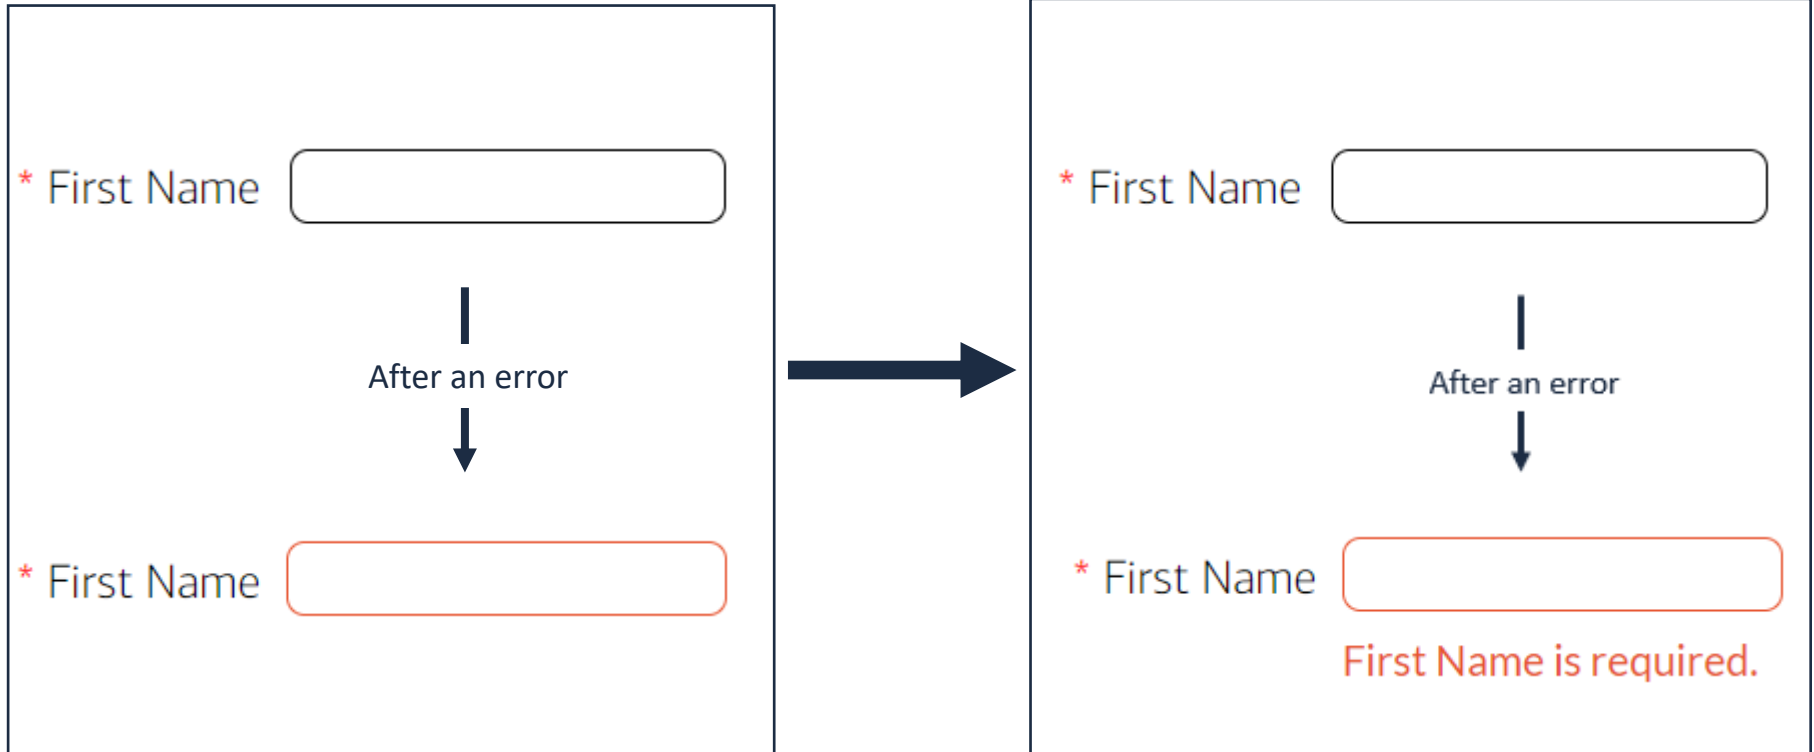 * First Name
After an error
* First Name
* First Name
After an error
* First Name
First Name is required.